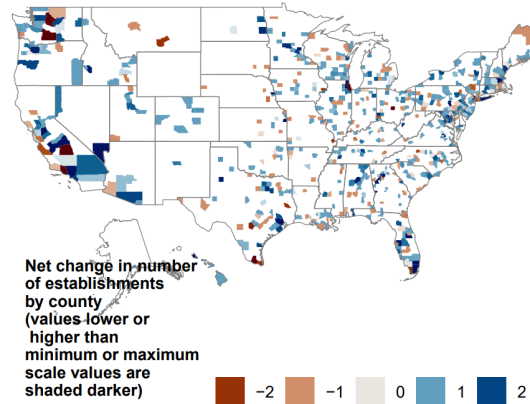 Net change in number
of establishments
by county
(values lower or
higher than
minimum or maximum
scale values are
shaded darker)
−2 −1 0 1 2